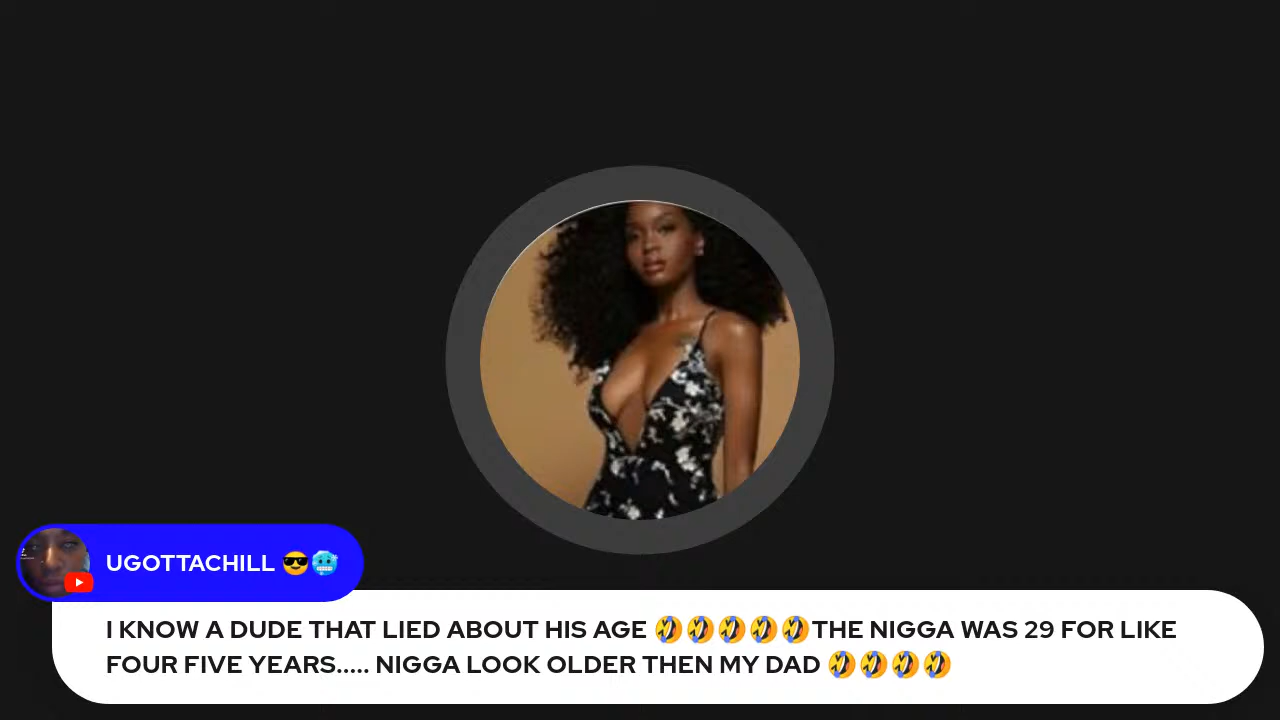 UGOTTACHILL 😎🥶
I KNOW A DUDE THAT LIED ABOUT HIS AGE 🤣🤣🤣🤣🤣THE NIGGA WAS 29 FOR LIKE
FOUR FIVE YEARS..... NIGGA LOOK OLDER THEN MY DAD 🤣🤣🤣🤣